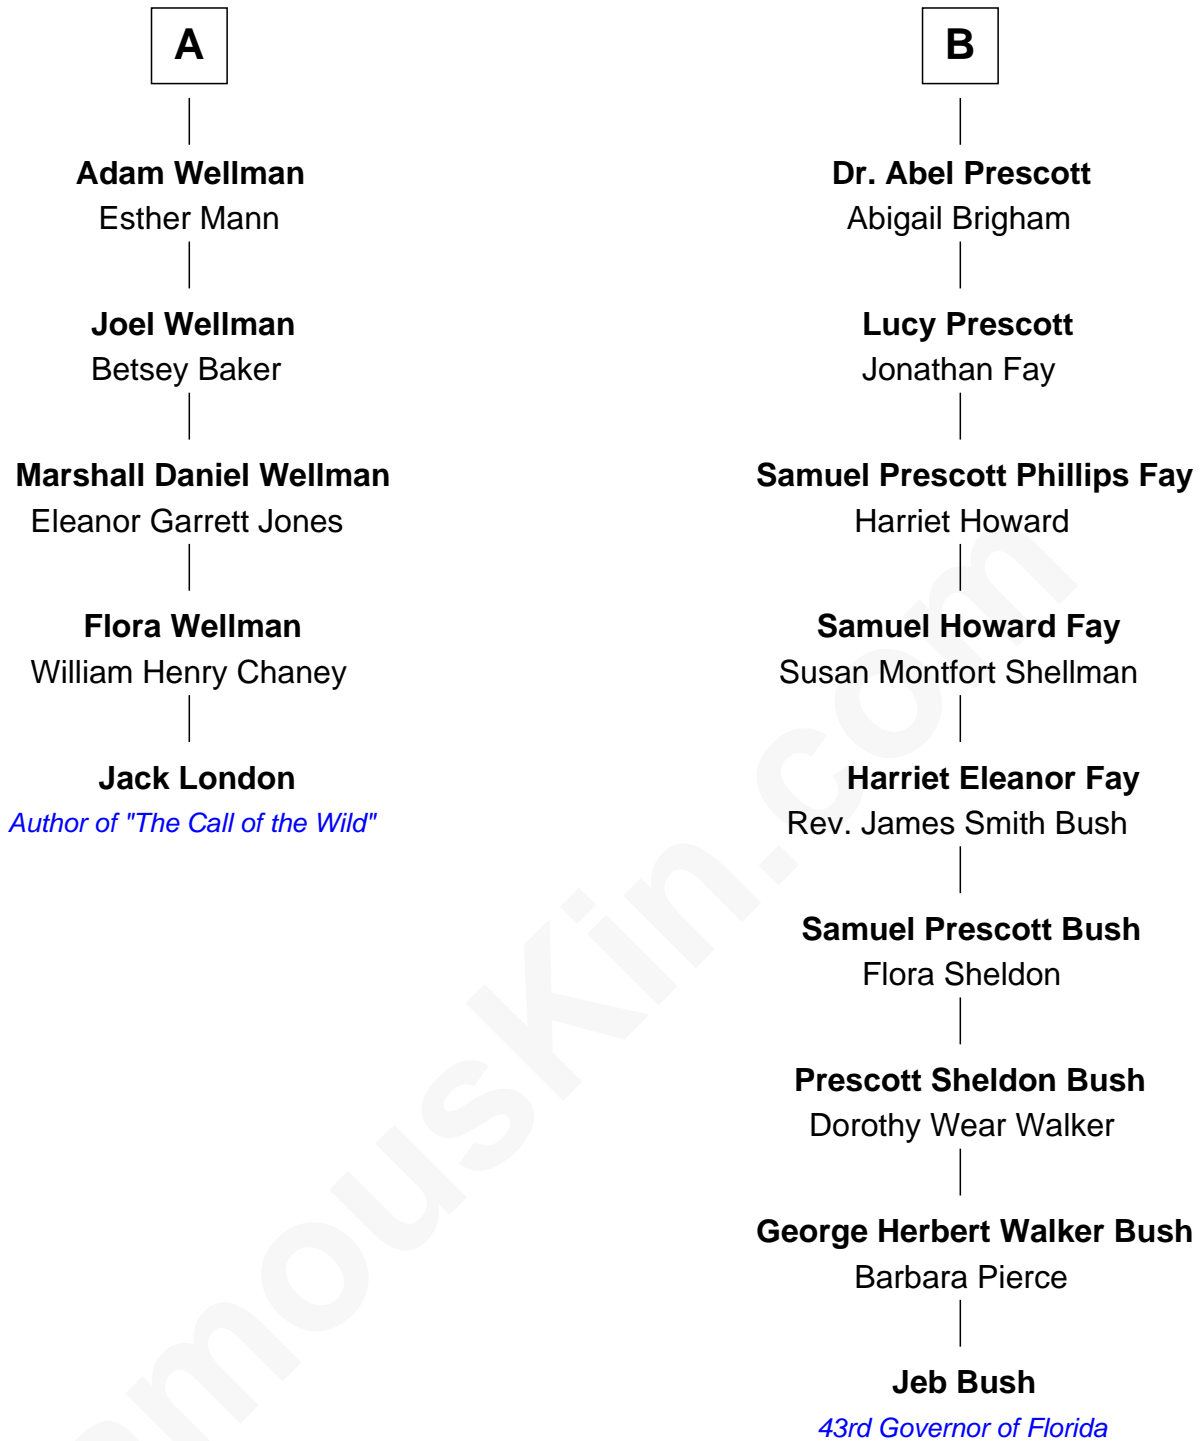 A
Adam Wellman
Esther Mann
Joel Wellman
Betsey Baker
Marshall Daniel Wellman
Eleanor Garrett Jones
Flora Wellman
William Henry Chaney
Jack London
Author of "The Call of the Wild"
B
Dr. Abel Prescott
Abigail Brigham
Lucy Prescott
Jonathan Fay
Samuel Prescott Phillips Fay
Harriet Howard
Samuel Howard Fay
Susan Montfort Shellman
Harriet Eleanor Fay
Rev. James Smith Bush
Samuel Prescott Bush
Flora Sheldon
Prescott Sheldon Bush
Dorothy Wear Walker
George Herbert Walker Bush
Barbara Pierce
Jeb Bush
43rd Governor of Florida
amousKin.com